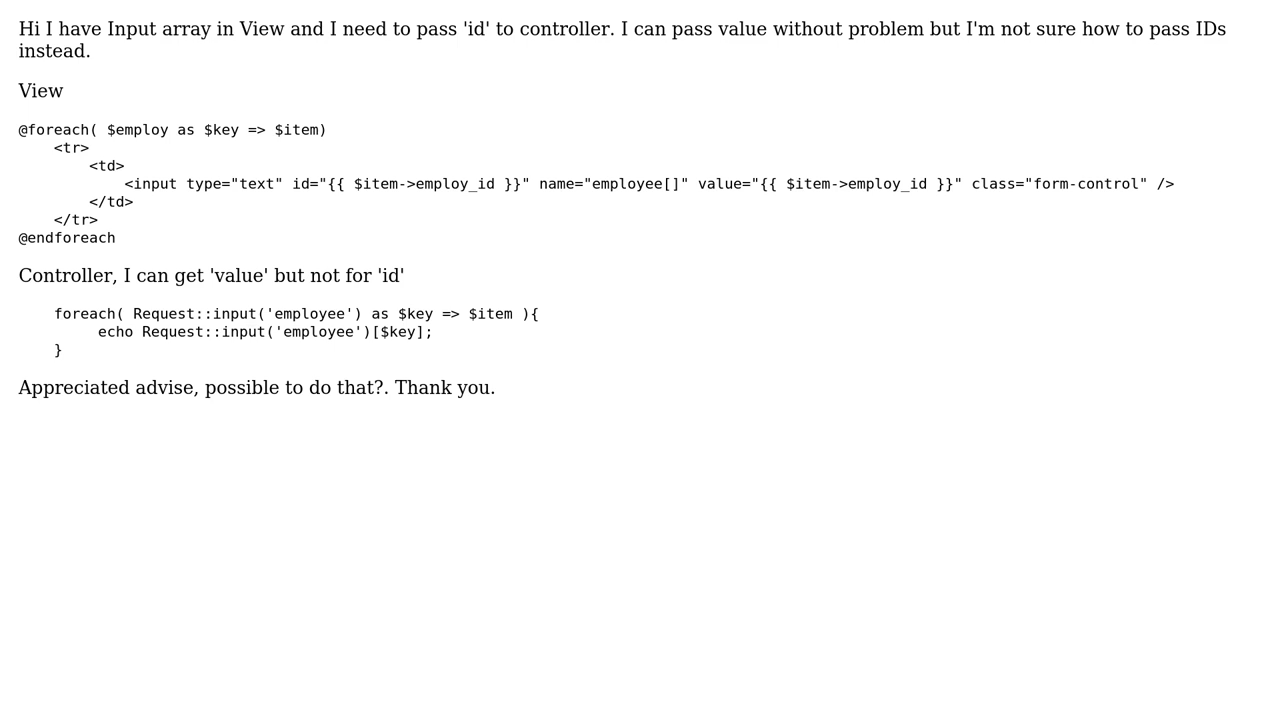 Hi I have Input array in View and I need to pass 'id' to controller. I can pass value without problem but I'm not sure how to pass IDs
instead.
View
@foreach( $employ as $key => $item)
    <tr>
        <td>
            <input type="text" id="{{ $item->employ_id }}" name="employee[]" value="{{ $item->employ_id }}" class="form-control" />
        </td>
    </tr>
@endforeach
Controller, I can get 'value' but not for 'id'
    foreach( Request::input('employee') as $key => $item ){
         echo Request::input('employee')[$key];
    }
Appreciated advise, possible to do that?. Thank you.